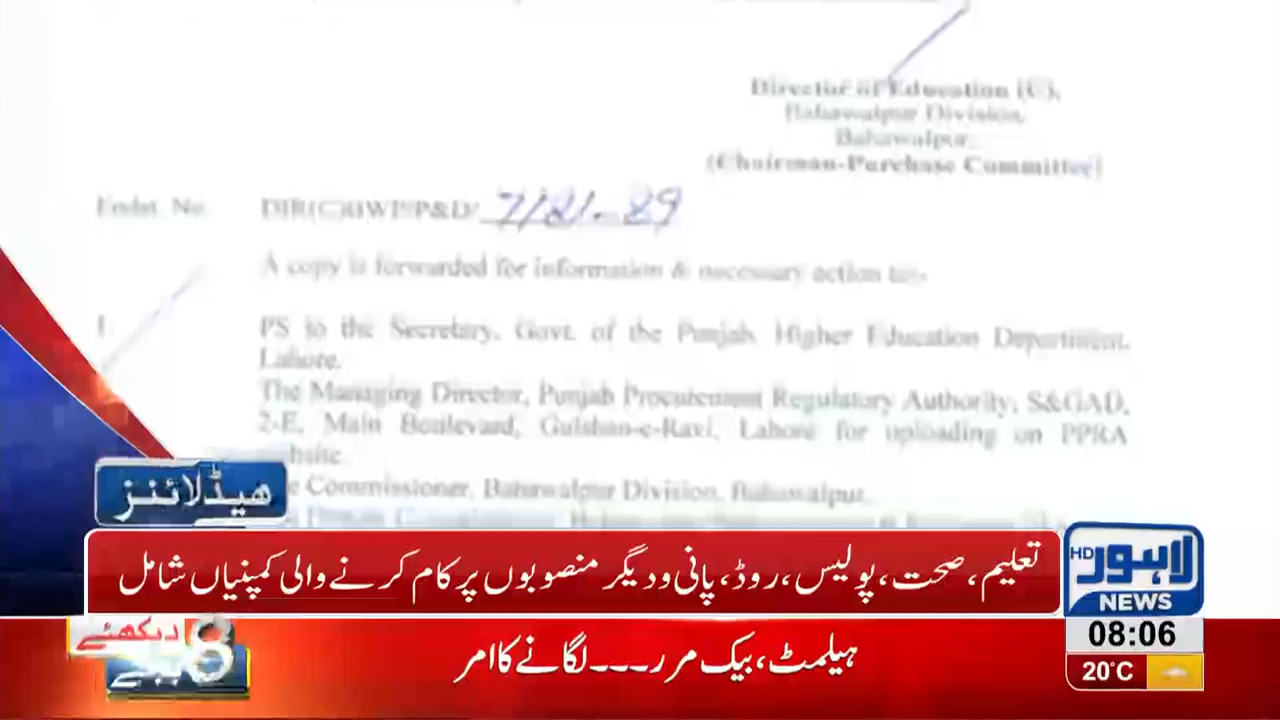 Director of Education (C),
Bahawalpur Division,
Bahawalpur.
(Chairman-Purchase Committee)
Endst. No. DIR(C)BWP/P&D/ 7/81-89
A copy is forwarded for information & necessary action to:-
1. PS to the Secretary, Govt. of the Punjab, Higher Education Department,
Lahore.
The Managing Director, Punjab Procurement Regulatory Authority, S&GAD,
2-E, Main Boulevard, Gulshan-e-Ravi, Lahore for uploading on PPRA
Commissioner, Bahawalpur Division, Bahawalpur.
ہیڈلائنز
تعلیم، صحت، پولیس، روڈ، پانی و دیگر منصوبوں پر کام کرنے والی کمپنیاں شامل
HD لاہور
NEWS
08:06
20°C
دیکھئے
8 بجے
ہیلمٹ، بیک مرر۔۔۔ لگانے کا امر